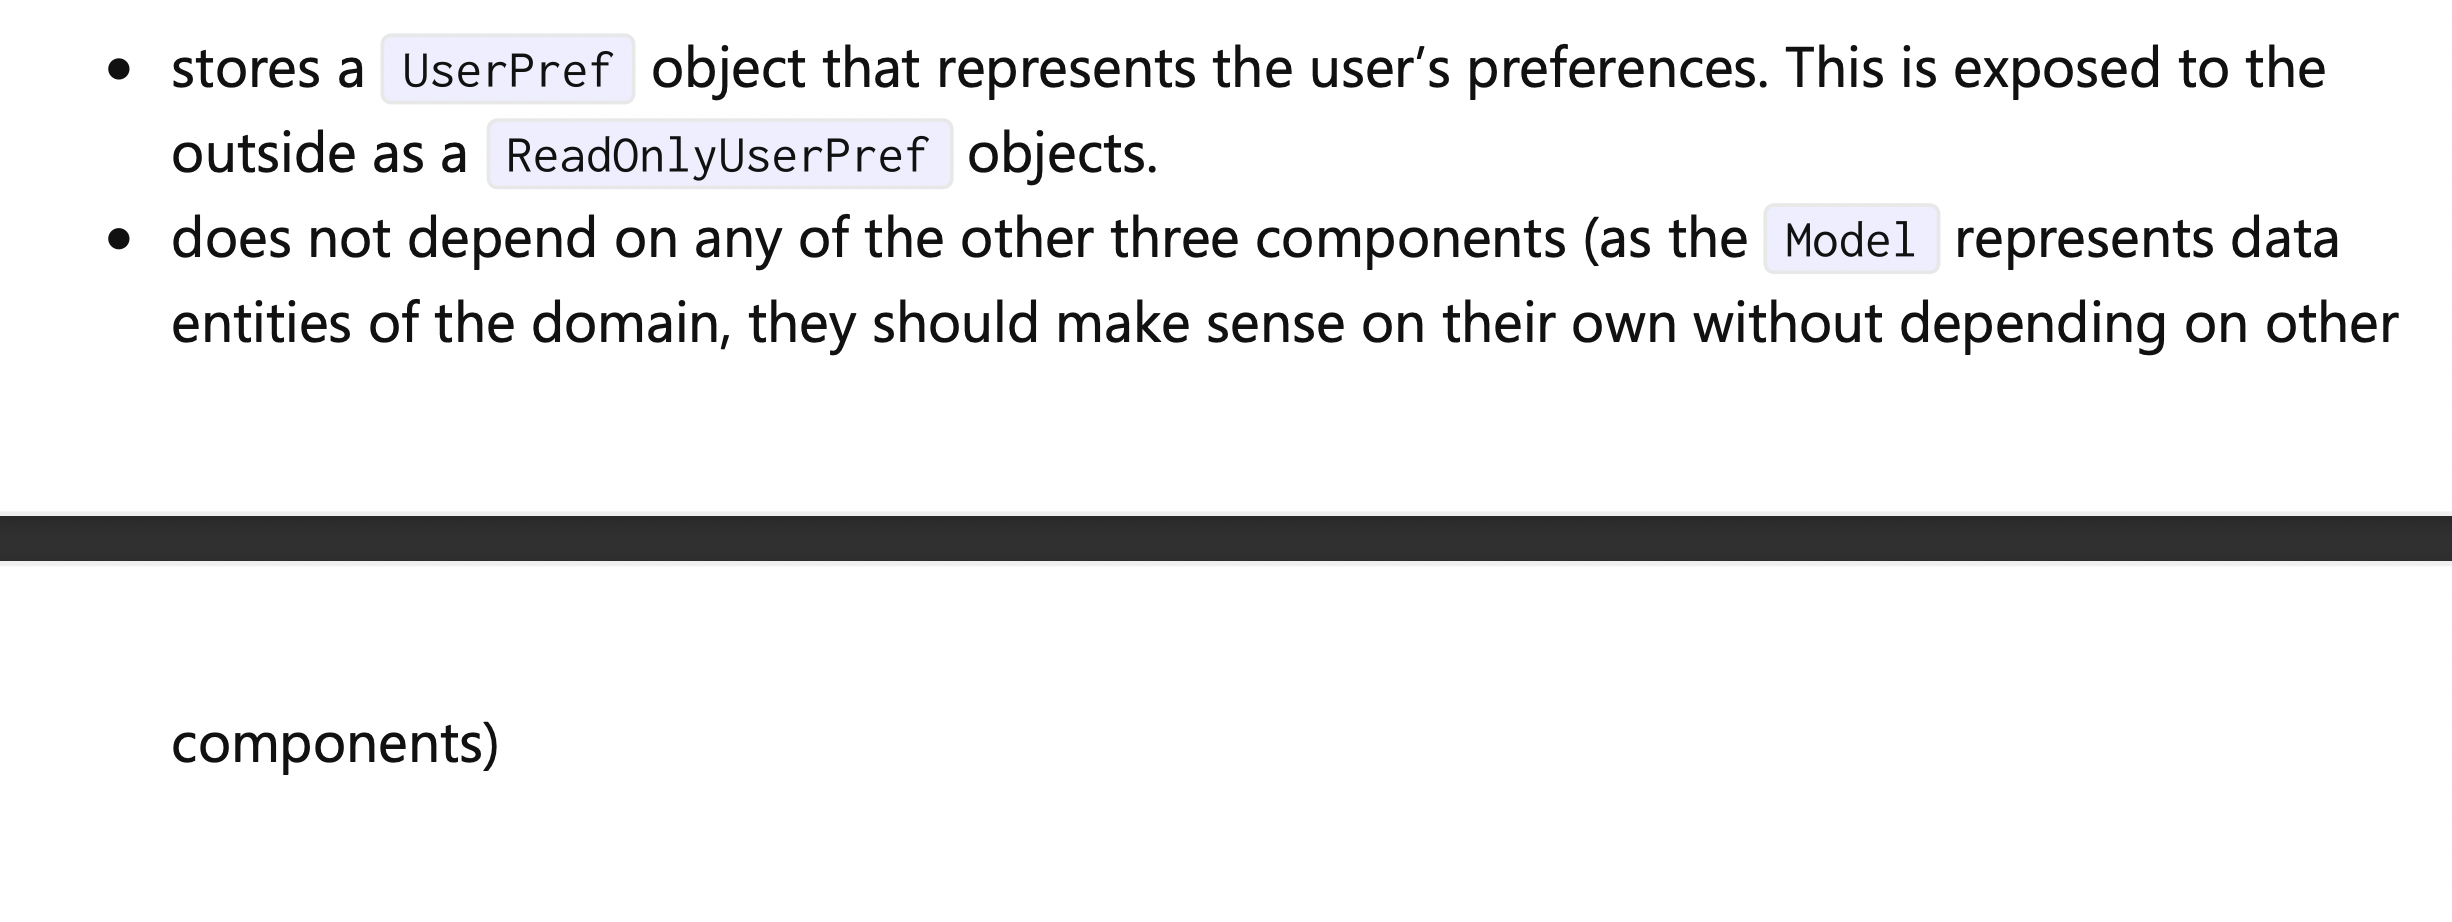 • stores a UserPref object that represents the user’s preferences. This is exposed to the
outside as a ReadOnlyUserPref objects.
• does not depend on any of the other three components (as the Model represents data
entities of the domain, they should make sense on their own without depending on other
components)